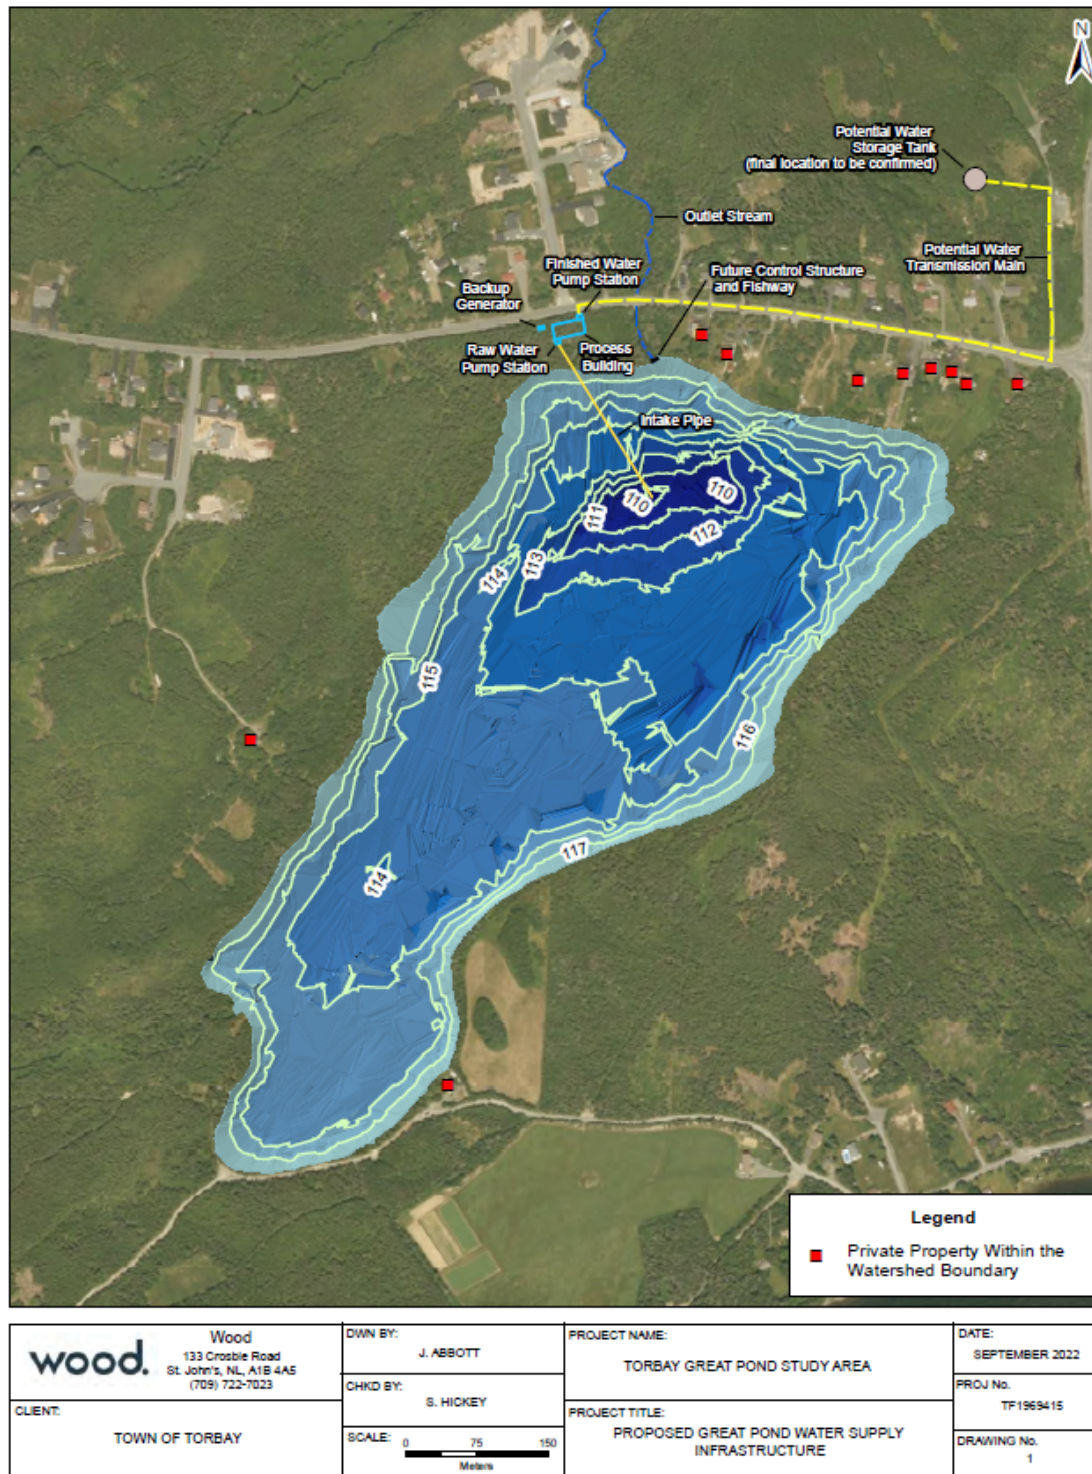 N
Potential Water
Storage Tank
(final location to be confirmed)
Outlet Stream
Potential Water
Transmission Main
Finished Water
Pump Station
Future Control Structure
and Fishway
Backup
Generator
Raw Water
Pump Station
Process
Building
Intake Pipe
110
110
111
112
113
114
115
116
117
114
Legend
Private Property Within the
Watershed Boundary
wood.
Wood
133 Crosbie Road
St. John's, NL, A1B 4A5
(709) 722-7023
CLIENT:
TOWN OF TORBAY
DWN BY:
J. ABBOTT
CHKD BY:
S. HICKEY
SCALE:
0 75 150
Meters
PROJECT NAME:
TORBAY GREAT POND STUDY AREA
PROJECT TITLE:
PROPOSED GREAT POND WATER SUPPLY
INFRASTRUCTURE
DATE:
SEPTEMBER 2022
PROJ No.
TF1969415
DRAWING No.
1